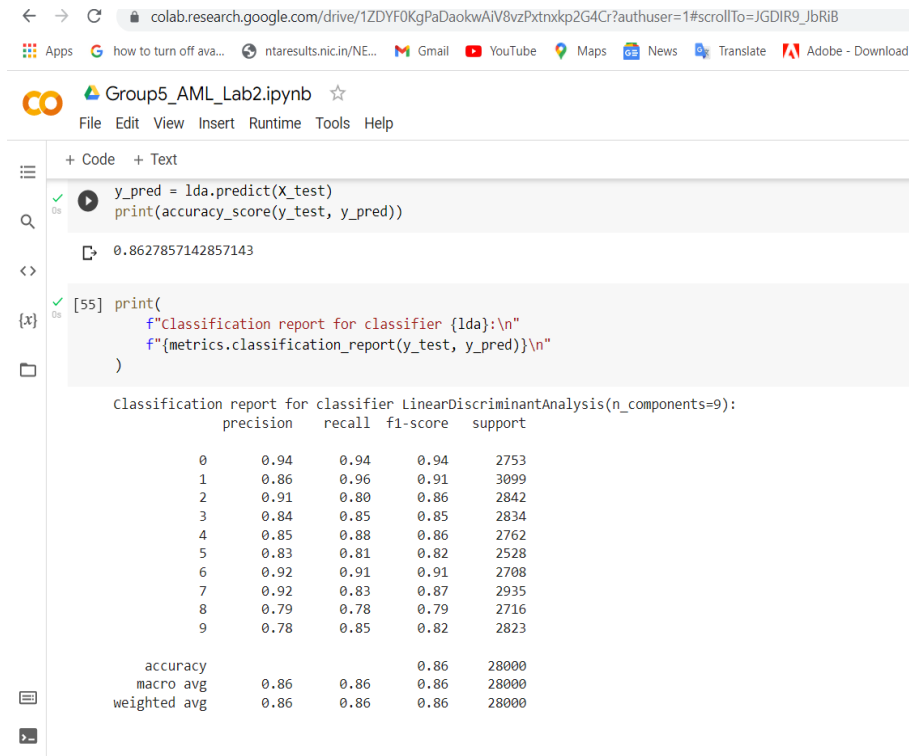 colab.research.google.com/drive/1ZDYF0KgPaDaokwAiV8vzPxtnxkp2G4Cr?authuser=1#scrollTo=JGDIR9_JbRiB
Apps how to turn off ava... ntaresults.nic.in/NE... Gmail YouTube Maps News Translate Adobe - Download
Group5_AML_Lab2.ipynb
File Edit View Insert Runtime Tools Help
+ Code + Text
y_pred = lda.predict(X_test)
0s print(accuracy_score(y_test, y_pred))
0.8627857142857143
[55] print(
0s f"Classification report for classifier {lda}:\n"
{x} f"{metrics.classification_report(y_test, y_pred)}\n"
)
Classification report for classifier LinearDiscriminantAnalysis(n_components=9):
precision recall f1-score support
0 0.94 0.94 0.94 2753
1 0.86 0.96 0.91 3099
2 0.91 0.80 0.86 2842
3 0.84 0.85 0.85 2834
4 0.85 0.88 0.86 2762
5 0.83 0.81 0.82 2528
6 0.92 0.91 0.91 2708
7 0.92 0.83 0.87 2935
8 0.79 0.78 0.79 2716
9 0.78 0.85 0.82 2823
accuracy 0.86 28000
macro avg 0.86 0.86 0.86 28000
weighted avg 0.86 0.86 0.86 28000